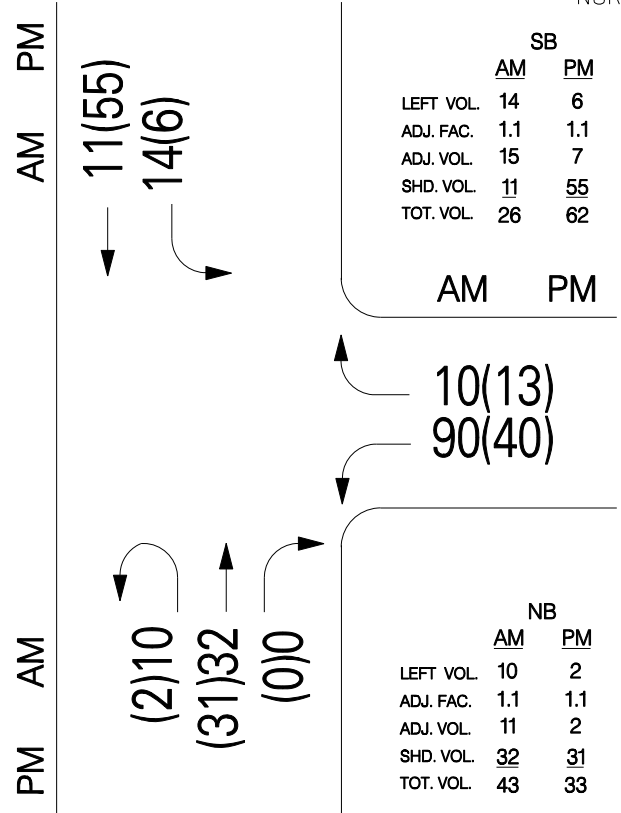 PM
AM
11(55)
14(6)
SB
AM PM
LEFT VOL. 14 6
ADJ. FAC. 1.1 1.1
ADJ. VOL. 15 7
SHD. VOL. 11 55
TOT. VOL. 26 62
AM PM
10(13)
90(40)
AM
PM
(2)10
(31)32
(0)0
NB
AM PM
LEFT VOL. 10 2
ADJ. FAC. 1.1 1.1
ADJ. VOL. 11 2
SHD. VOL. 32 31
TOT. VOL. 43 33